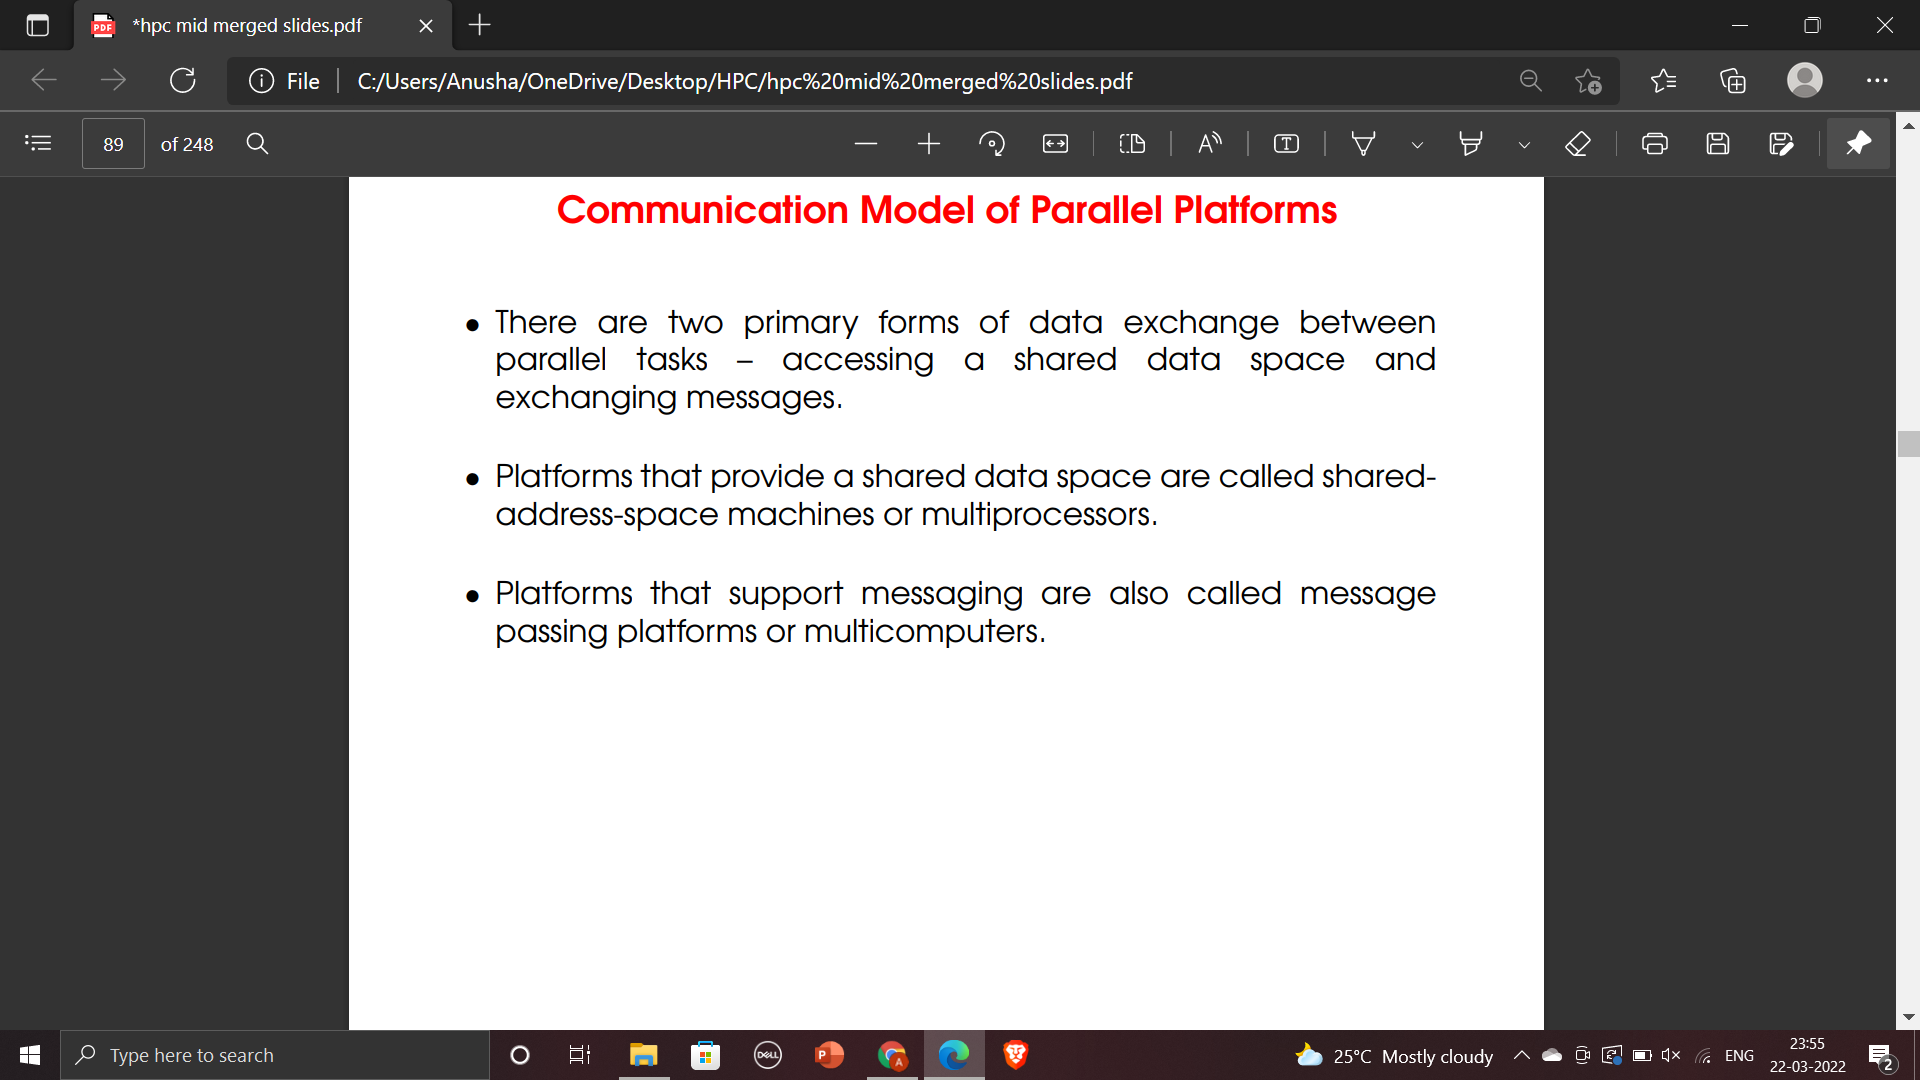 *hpc mid merged slides.pdf
File
C:/Users/Anusha/OneDrive/Desktop/HPC/hpc%20mid%20merged%20slides.pdf
89 of 248
Communication Model of Parallel Platforms
• There are two primary forms of data exchange between
parallel tasks – accessing a shared data space and
exchanging messages.
• Platforms that provide a shared data space are called shared-
address-space machines or multiprocessors.
• Platforms that support messaging are also called message
passing platforms or multicomputers.
Type here to search
DELL
25°C Mostly cloudy
ENG
23:55
22-03-2022
2